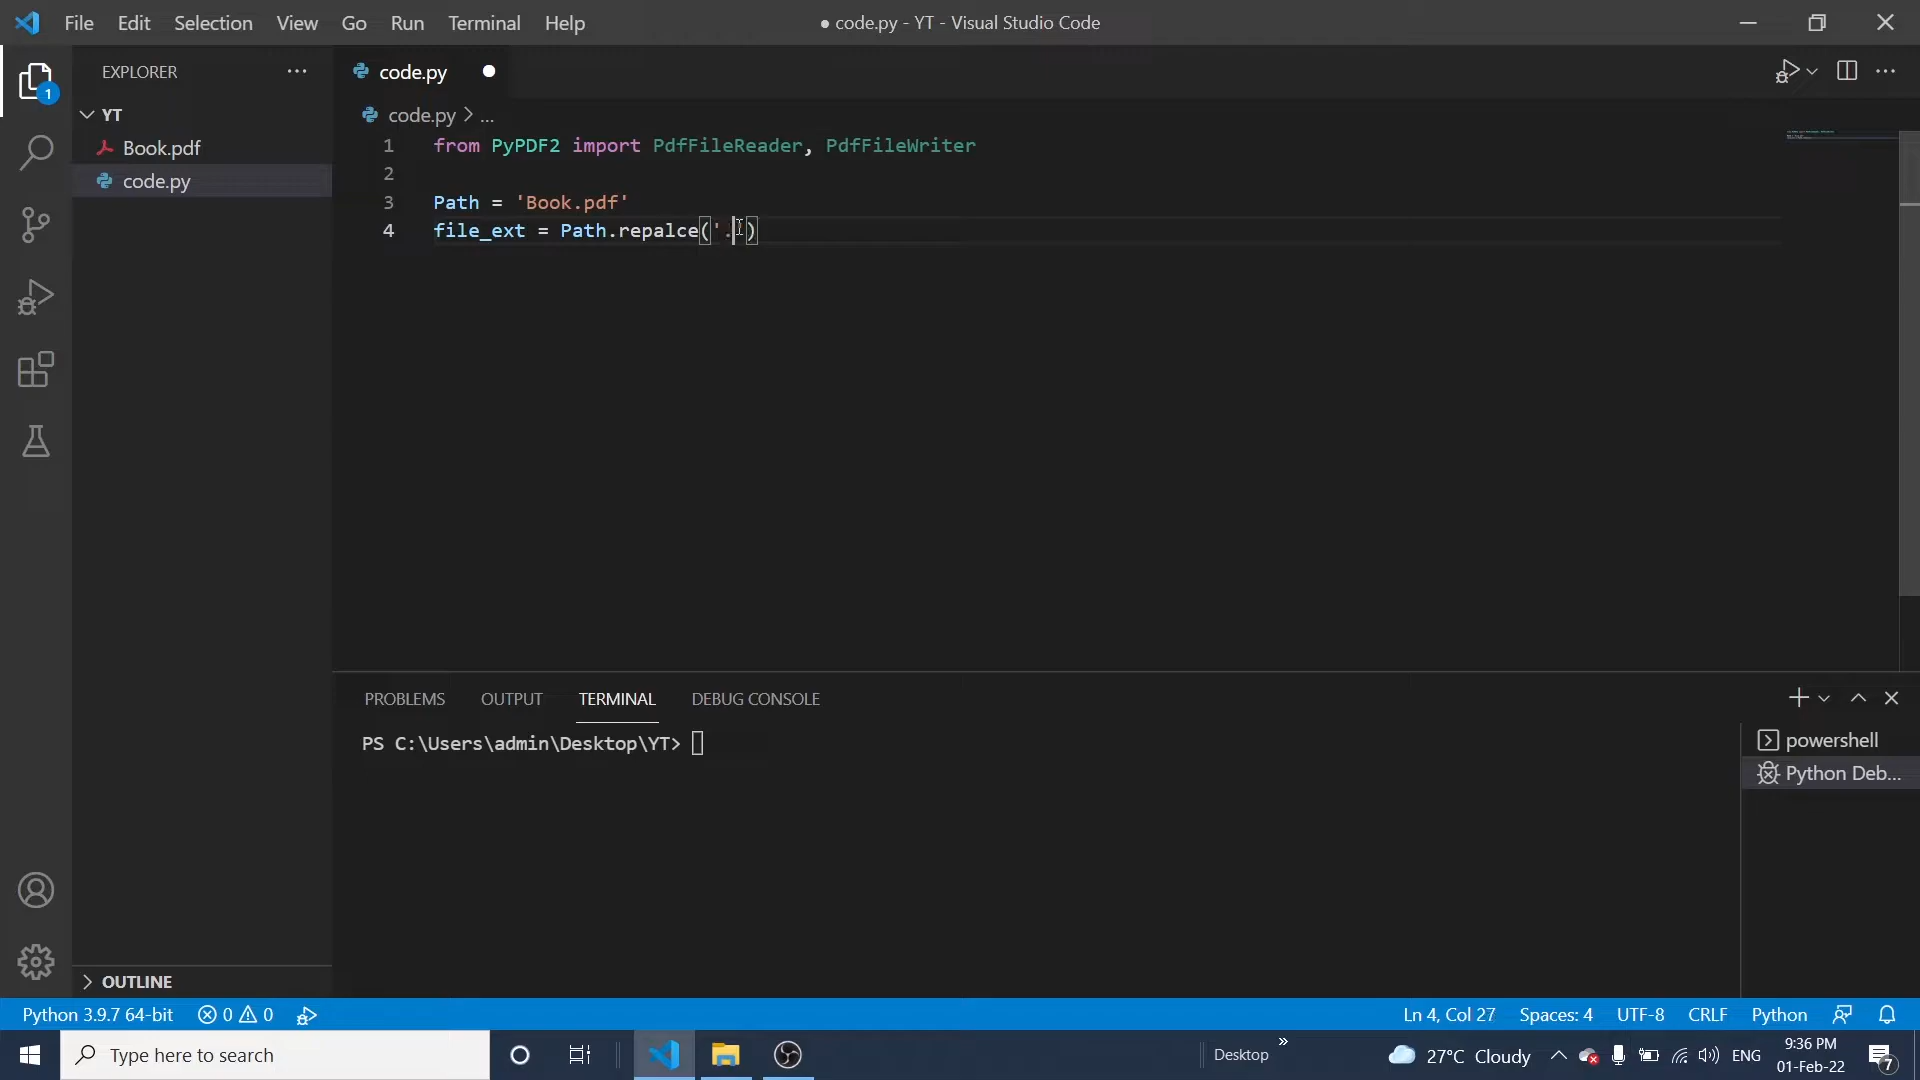 File Edit Selection View Go Run Terminal Help
● code.py - YT - Visual Studio Code
EXPLORER
code.py
1
YT
code.py > ...
Book.pdf
code.py
1 from PyPDF2 import PdfFileReader, PdfFileWriter
2
3 Path = 'Book.pdf'
4 file_ext = Path.repalce('.')
PROBLEMS OUTPUT TERMINAL DEBUG CONSOLE
PS C:\Users\admin\Desktop\YT>
powershell
Python Deb...
OUTLINE
Python 3.9.7 64-bit 0 0
Ln 4, Col 27 Spaces: 4 UTF-8 CRLF Python
Type here to search
Desktop
27°C Cloudy
ENG
9:36 PM
01-Feb-22
7